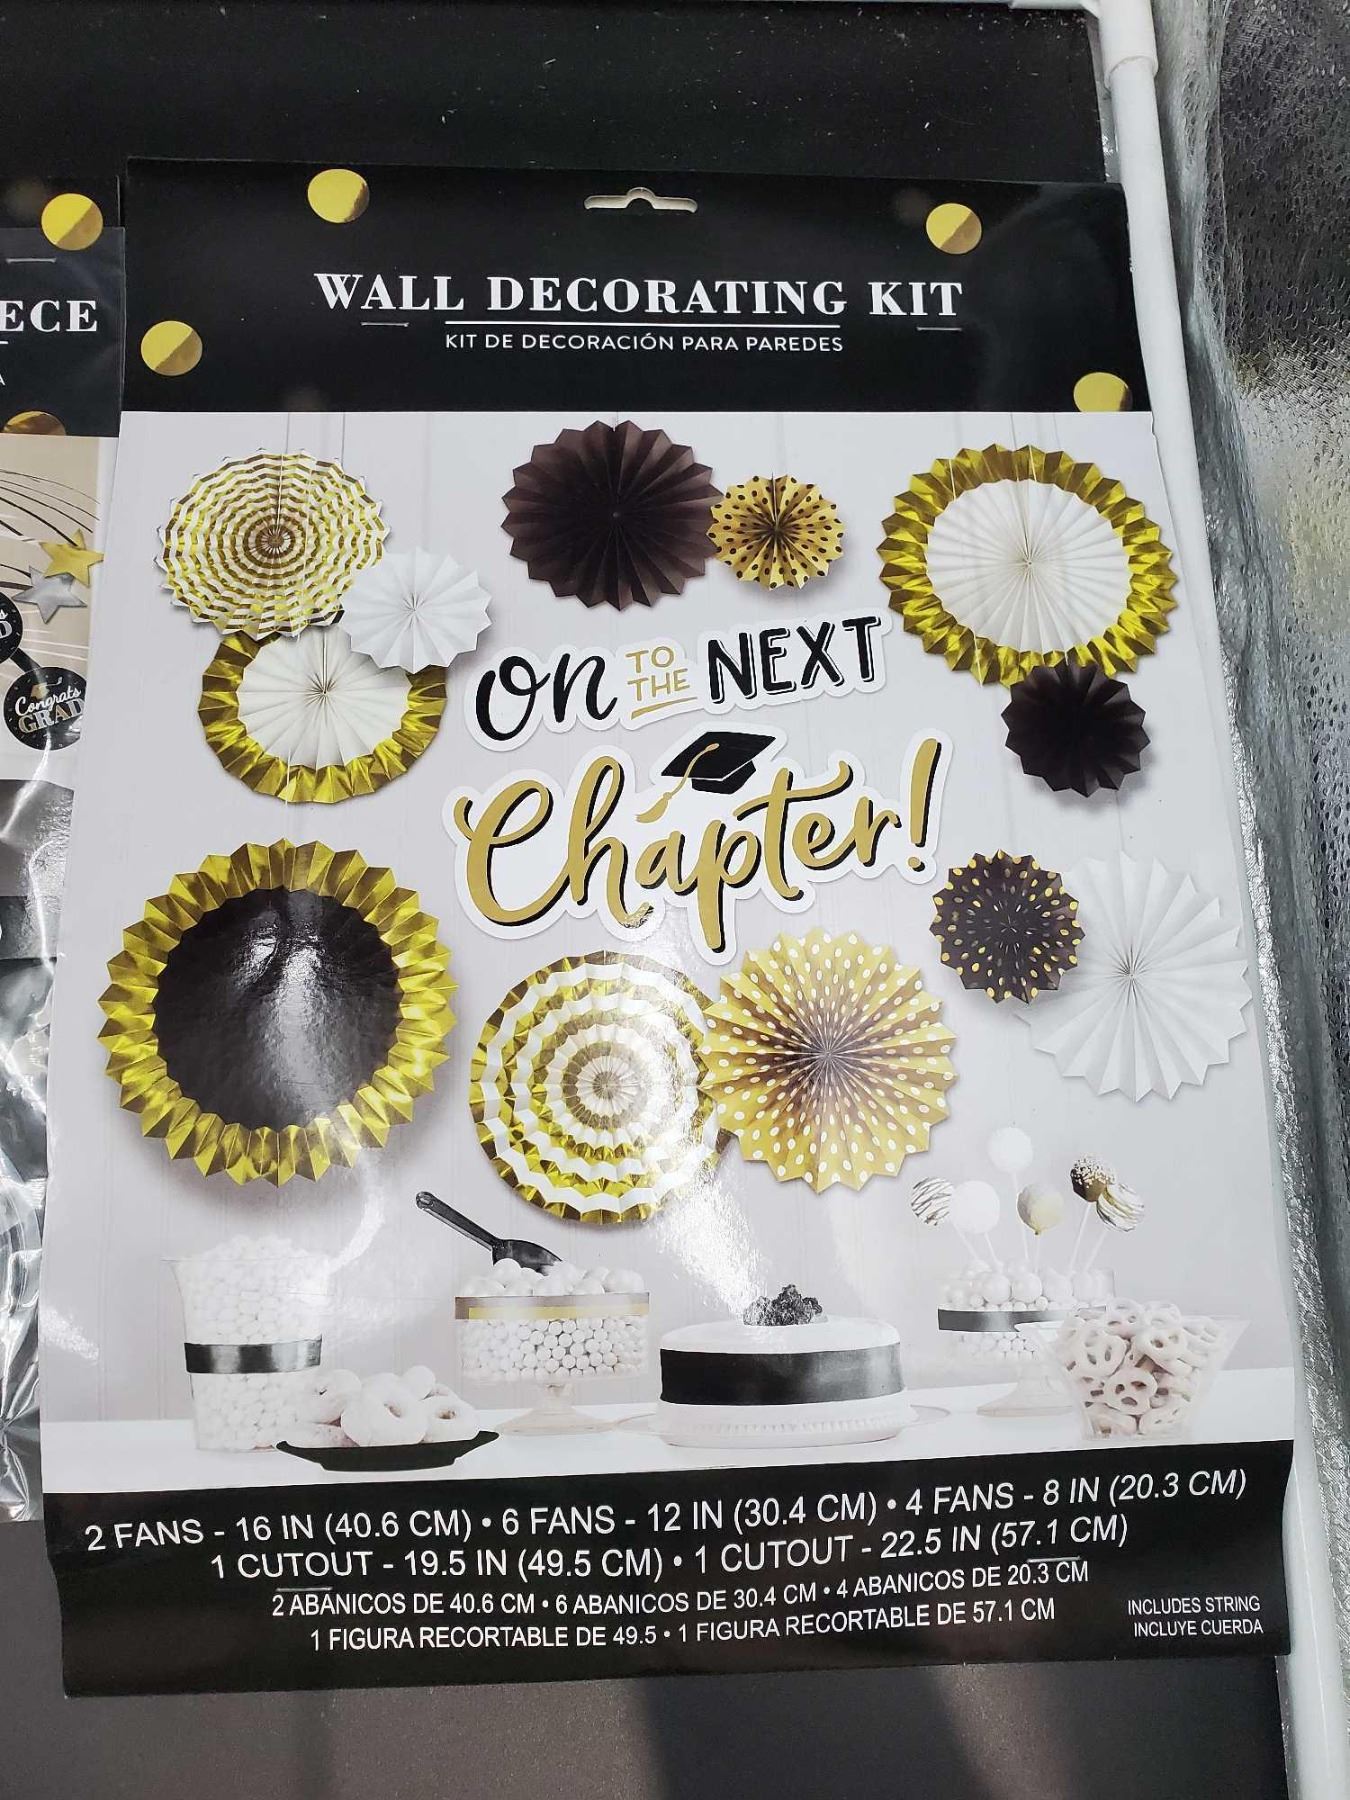 WALL DECORATING KIT
KIT DE DECORACIÓN PARA PAREDES
ECE
A
Congrats
GRAD
D
On TO THE NEXT
Chapter!
2 FANS - 16 IN (40.6 CM) • 6 FANS - 12 IN (30.4 CM) • 4 FANS - 8 IN (20.3 CM)
1 CUTOUT - 19.5 IN (49.5 CM) • 1 CUTOUT - 22.5 IN (57.1 CM)
2 ABANICOS DE 40.6 CM • 6 ABANICOS DE 30.4 CM • 4 ABANICOS DE 20.3 CM
1 FIGURA RECORTABLE DE 49.5 • 1 FIGURA RECORTABLE DE 57.1 CM
INCLUDES STRING
INCLUYE CUERDA